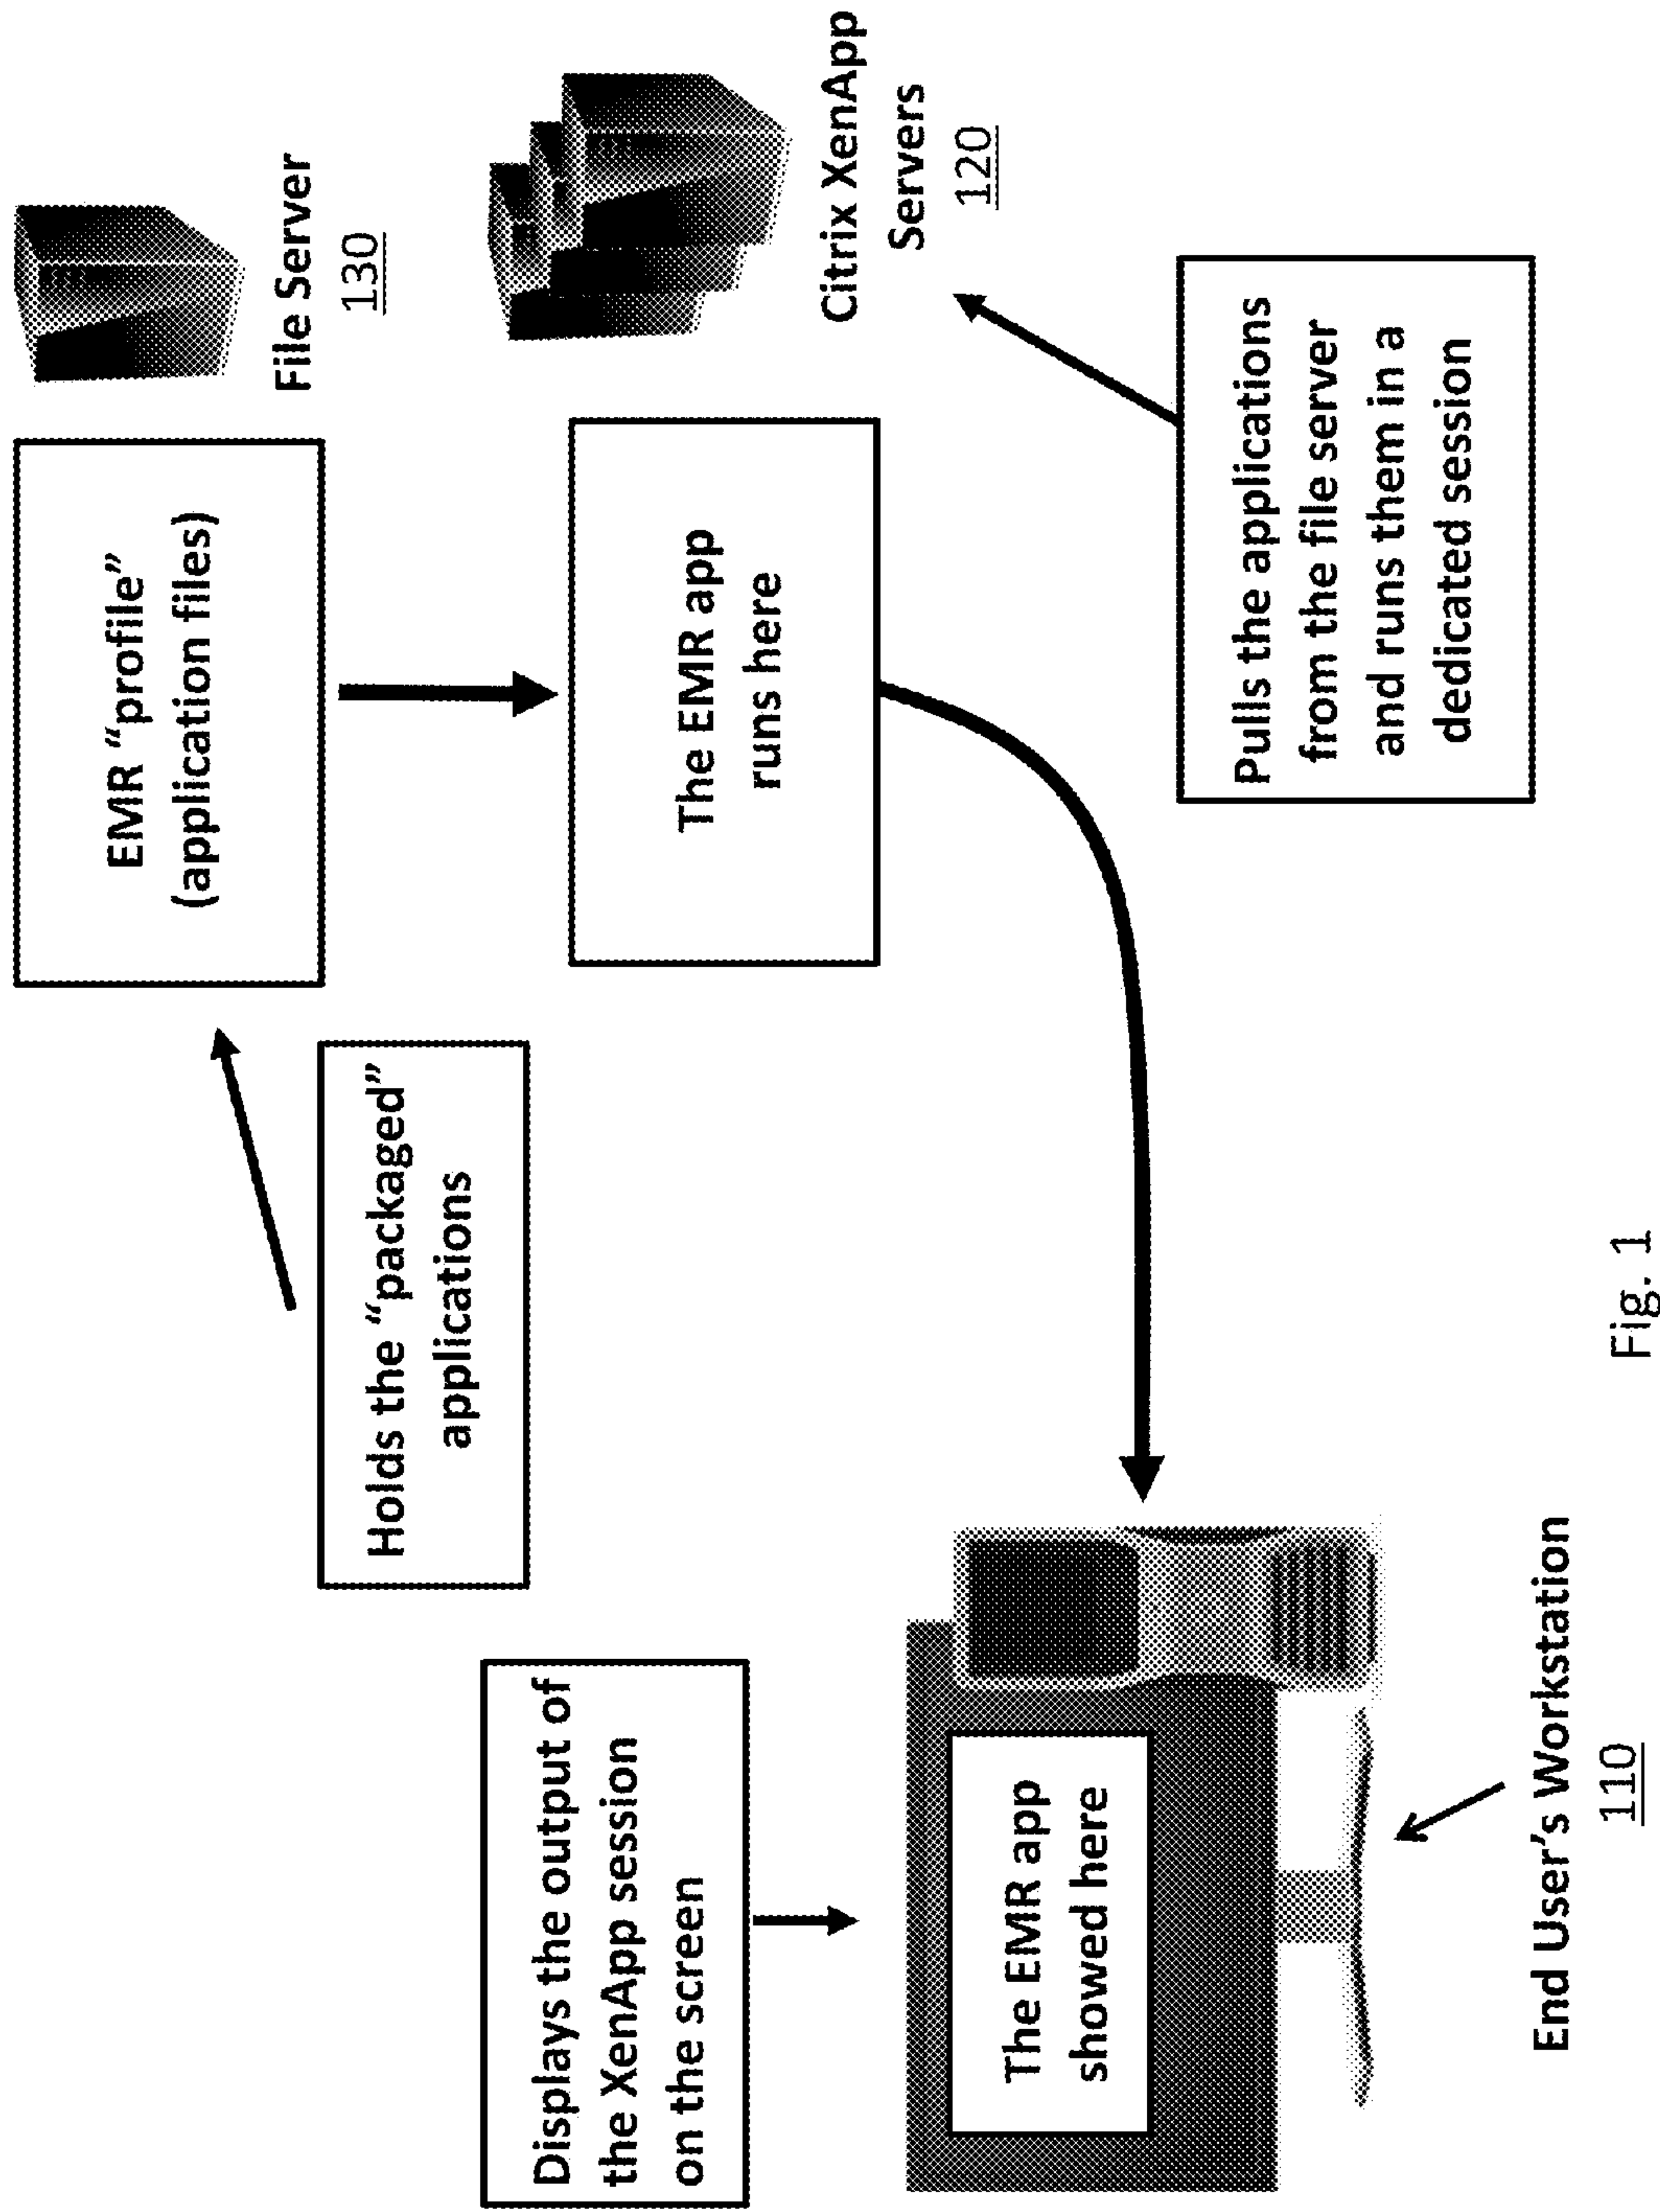 EMR “profile”
(application files)
File Server
130
Holds the “packaged”
applications
The EMR app
runs here
Citrix XenApp
Servers
120
Displays the output of
the XenApp session
on the screen
The EMR app
showed here
Pulls the applications
from the file server
and runs them in a
dedicated session
End User’s Workstation
110
Fig. 1